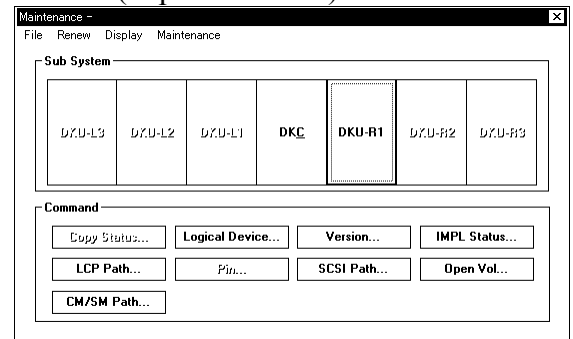 Maintenance –
File Renew Display Maintenance
Sub System
DKU-L3 DKU-L2 DKU-L1 DKC DKU-R1 DKU-R2 DKU-R3
Command
Copy Status... Logical Device... Version... IMPL Status...
LCP Path... Pin... SCSI Path... Open Vol...
CM/SM Path...